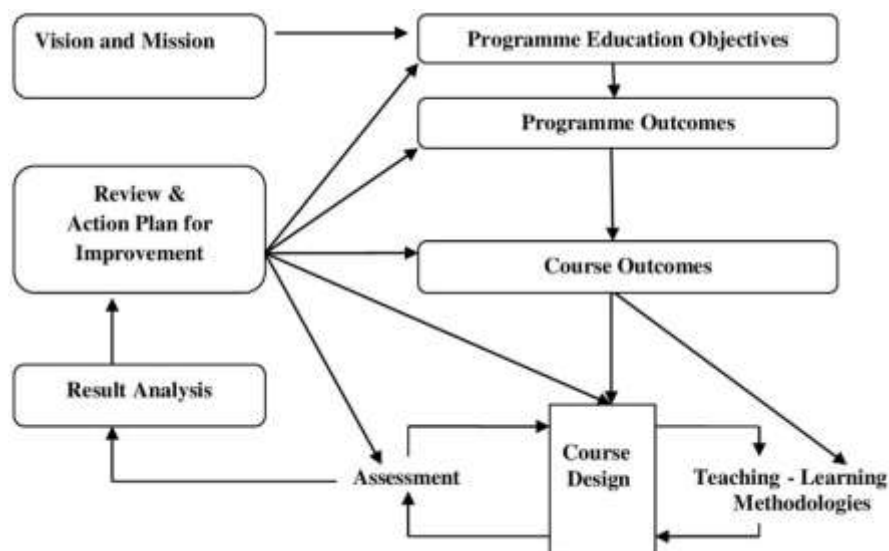 Vision and Mission
Programme Education Objectives
Programme Outcomes
Review &
Action Plan for
Improvement
Course Outcomes
Result Analysis
Assessment
Course
Design
Teaching - Learning
Methodologies